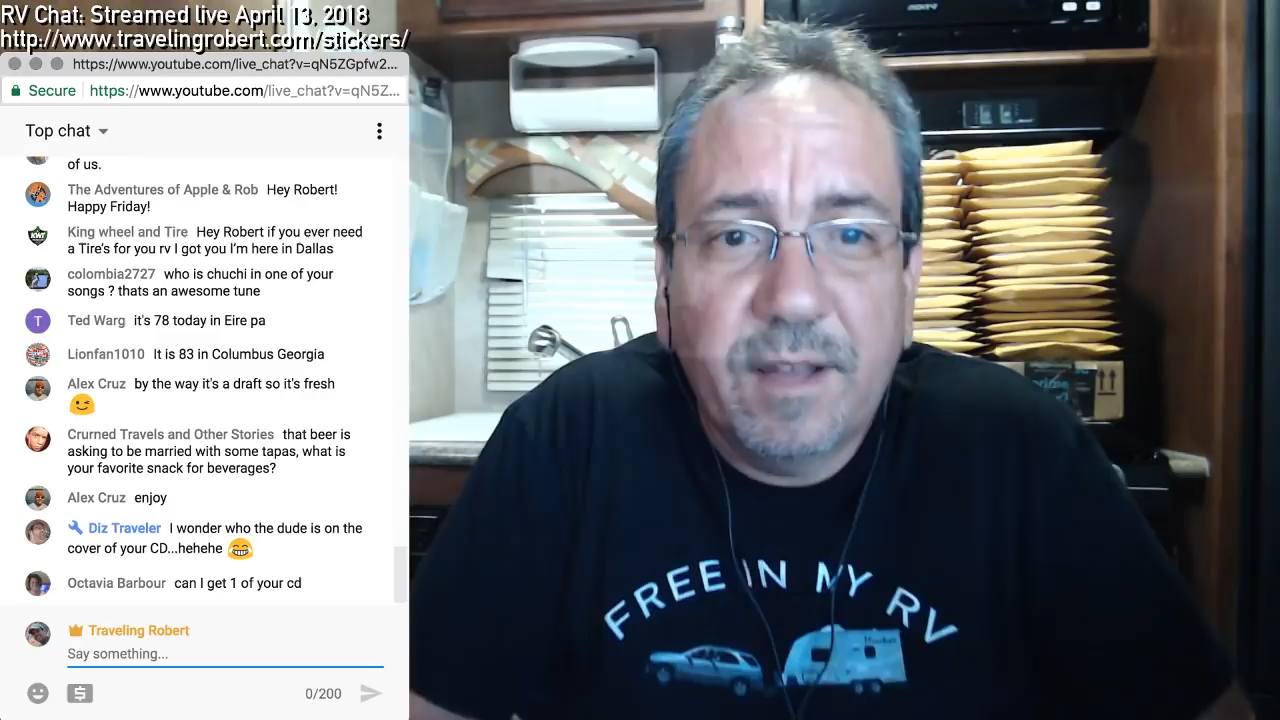 RV Chat: Streamed live April 13, 2018
http://www.travelingrobert.com/stickers/
https://www.youtube.com/live_chat?v=qN5ZGpfw2...
Secure
https://www.youtube.com/live_chat?v=qN5Z...
Top chat
of us.
The Adventures of Apple & Rob Hey Robert!
Happy Friday!
KWT
King wheel and Tire Hey Robert if you ever need
a Tire's for you rv I got you I'm here in Dallas
colombia2727 who is chuchi in one of your
songs ? thats an awesome tune
T
Ted Warg it's 78 today in Eire pa
Lionfan1010 It is 83 in Columbus Georgia
Alex Cruz by the way it's a draft so it's fresh
😉
Crurned Travels and Other Stories that beer is
asking to be married with some tapas, what is
your favorite snack for beverages?
Alex Cruz enjoy
Diz Traveler I wonder who the dude is on the
cover of your CD...hehehe 😂
Octavia Barbour can I get 1 of your cd
Traveling Robert
Say something...
0/200
FREE IN MY RV
prime